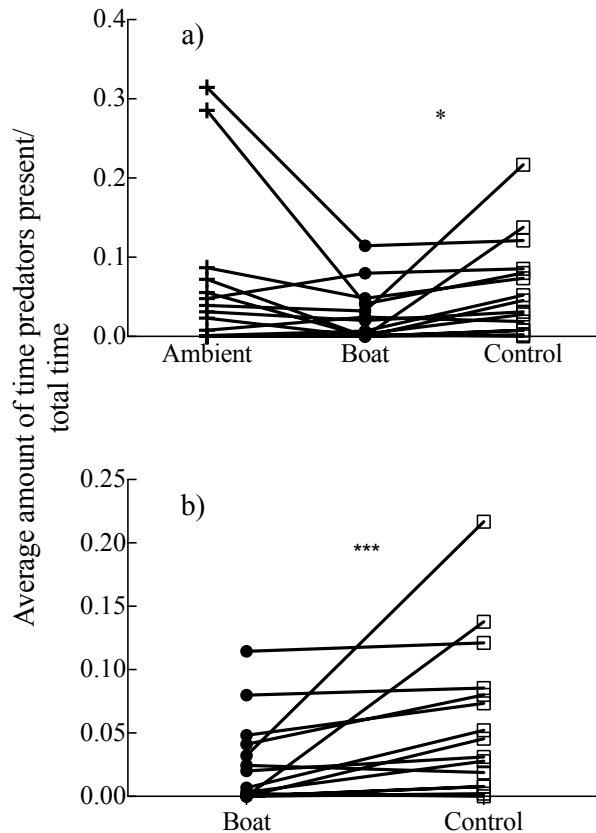 Average amount of time predators present/
total time
a)
*
0.4
0.3
0.2
0.1
0.0
Ambient Boat Control
b)
***
0.25
0.20
0.15
0.10
0.05
0.00
Boat Control